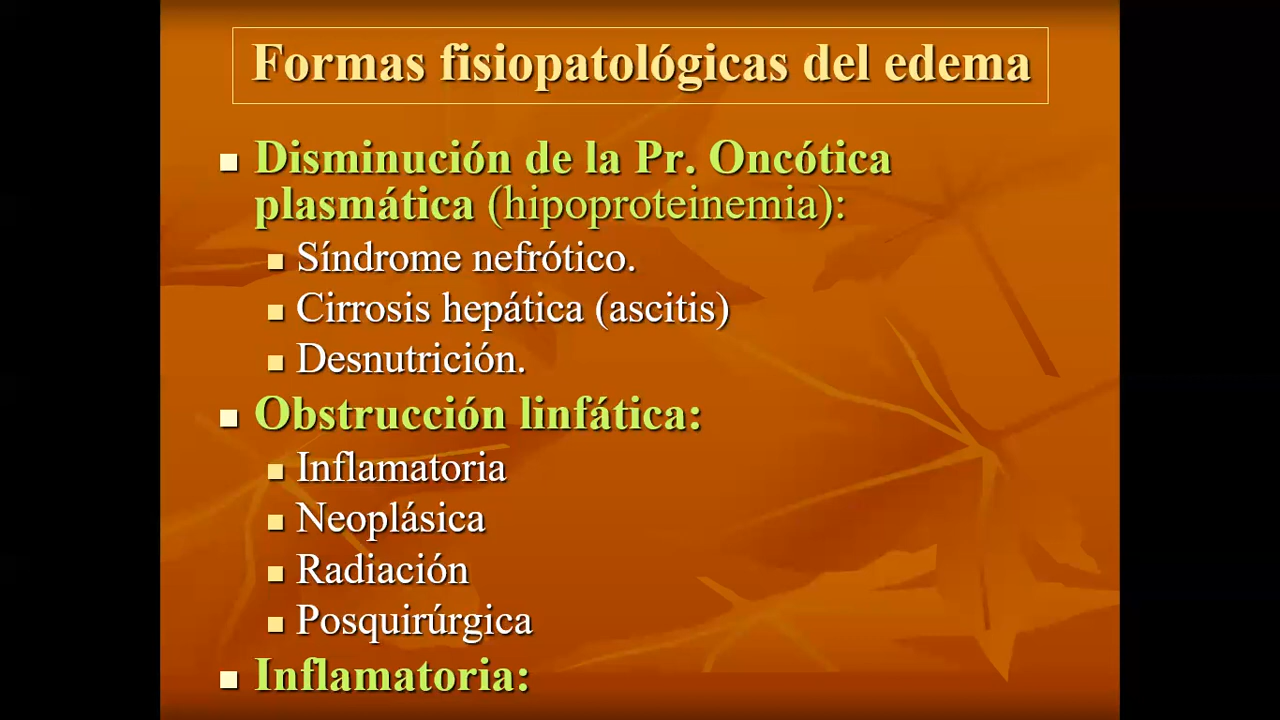 Formas fisiopatológicas del edema
Disminución de la Pr. Oncótica
plasmática (hipoproteinemia):
Síndrome nefrótico.
Cirrosis hepática (ascitis)
Desnutrición.
Obstrucción linfática:
Inflamatoria
Neoplásica
Radiación
Posquirúrgica
Inflamatoria: